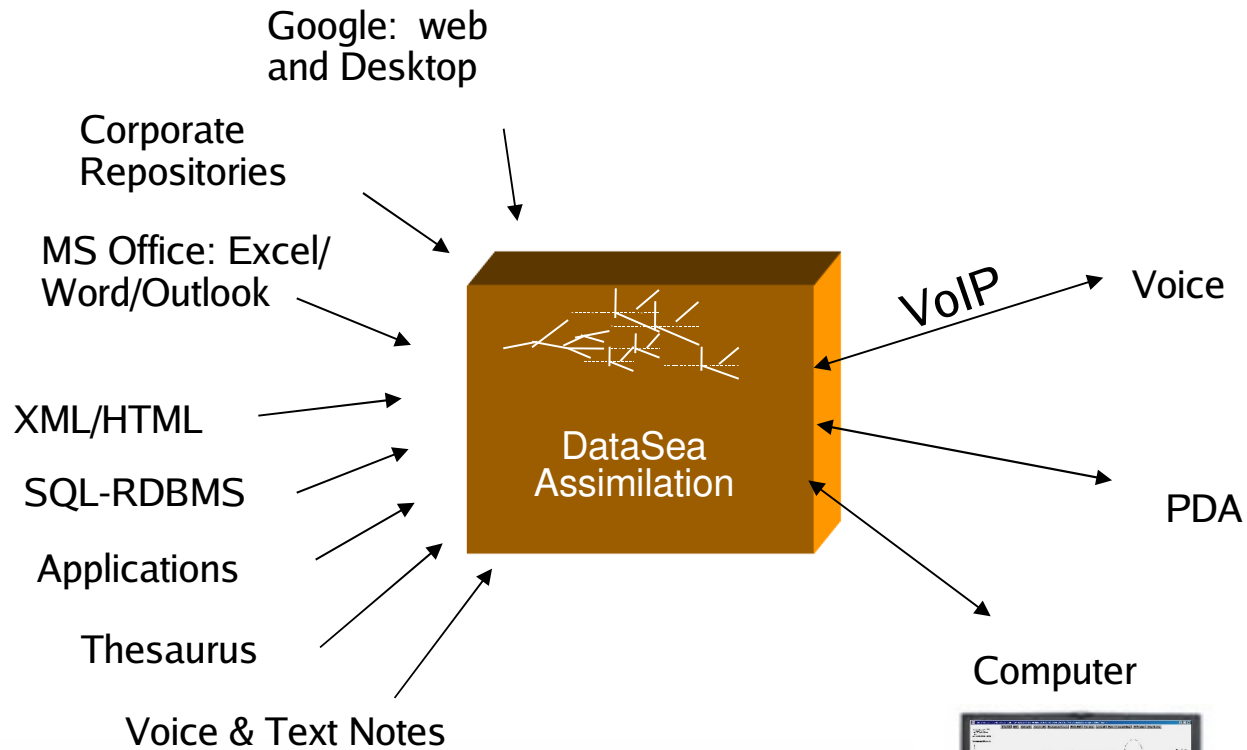 Google: web
and Desktop
Corporate
Repositories
MS Office: Excel/
Word/Outlook
XML/HTML
SQL-RDBMS
Applications
Thesaurus
Voice & Text Notes
DataSea
Assimilation
VoIP
Voice
PDA
Computer